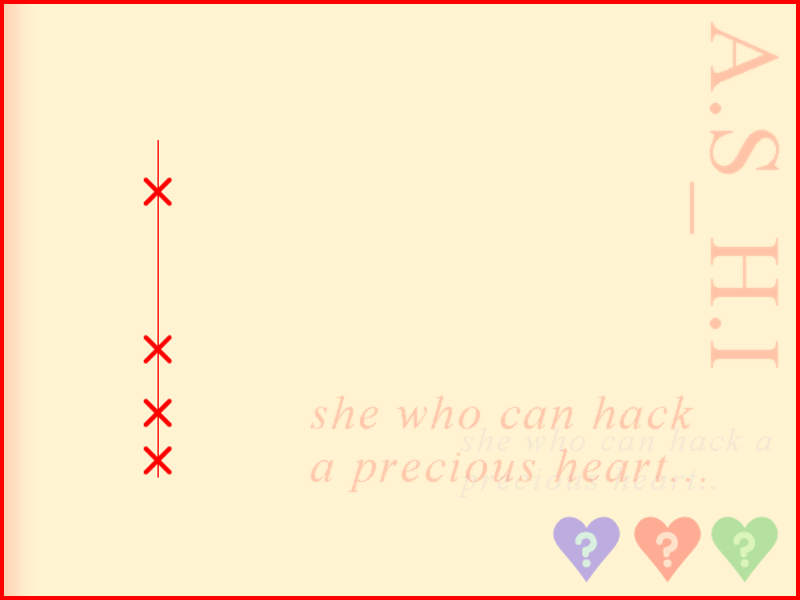 A.S_H.I
she who can hack
a precious heart...
she who can hack a
precious heart..
? ? ?